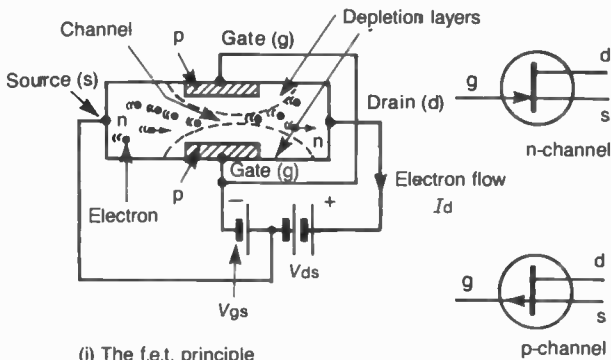 Channel
p
Gate (g)
Depletion layers
Source (s)
Drain (d)
n
n
p
Gate (g)
Electron
Electron flow
Id
−
+
Vgs
Vds
g
d
s
n-channel
g
d
s
p-channel
(i) The f.e.t. principle